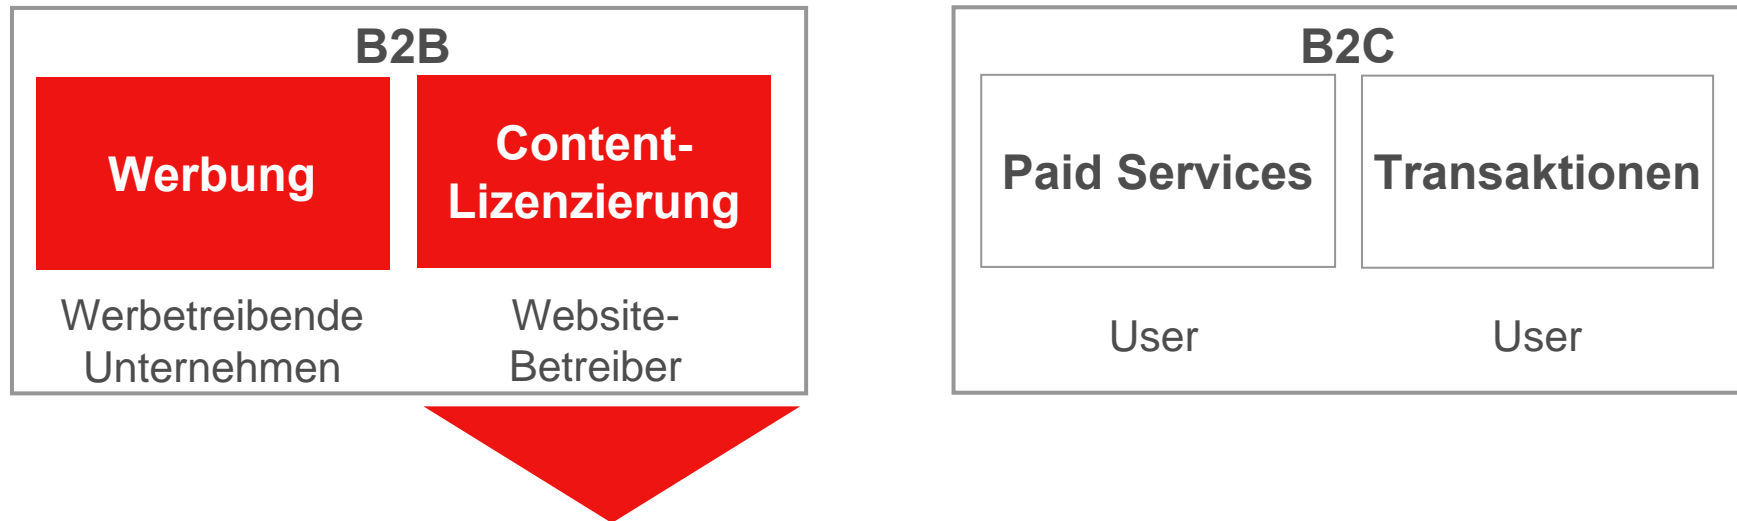 B2B
Werbung
Content-
Lizenzierung
Werbetreibende
Unternehmen
Website-
Betreiber
B2C
Paid Services
Transaktionen
User
User